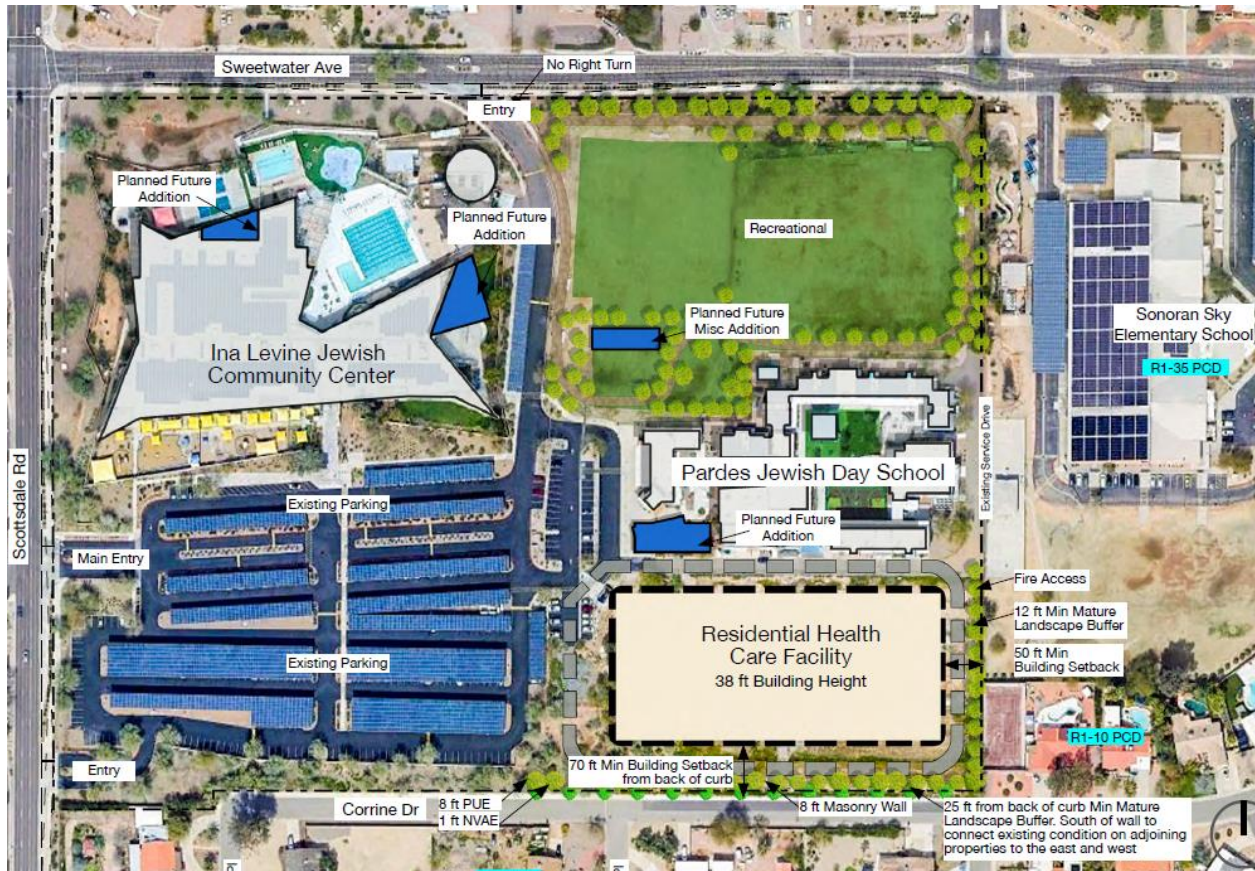 Sweetwater Ave
No Right Turn
Entry
Planned Future
Addition
Planned Future
Addition
Recreational
Planned Future
Misc Addition
Sonoran Sky
Elementary School
R1-35 PCD
Ina Levine Jewish
Community Center
Pardes Jewish Day School
Existing Service Drive
Scottsdale Rd
Existing Parking
Planned Future
Addition
Main Entry
Fire Access
12 ft Min Mature
Landscape Buffer
Residential Health
Care Facility
38 ft Building Height
50 ft Min
Building Setback
Existing Parking
R1-10 PCD
Entry
70 ft Min Building Setback
from back of curb
Corrine Dr
8 ft PUE
1 ft NVAE
8 ft Masonry Wall
25 ft from back of curb Min Mature
Landscape Buffer. South of wall to
connect existing condition on adjoining
properties to the east and west